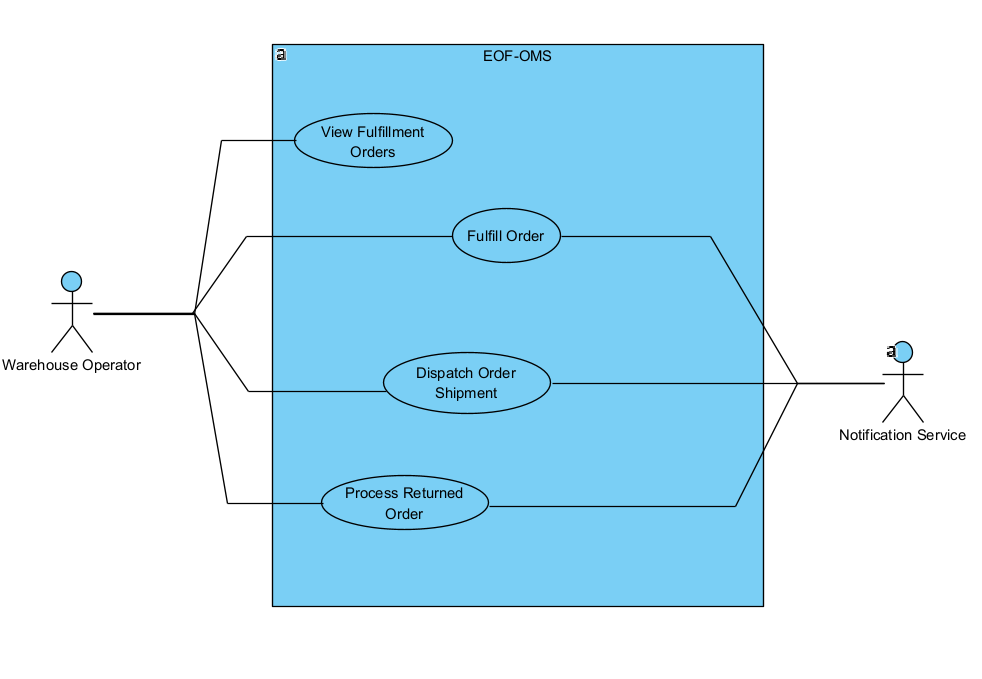 a
EOF-OMS
View Fulfillment
Orders
Fulfill Order
Warehouse Operator
a
Dispatch Order
Shipment
Notification Service
Process Returned
Order